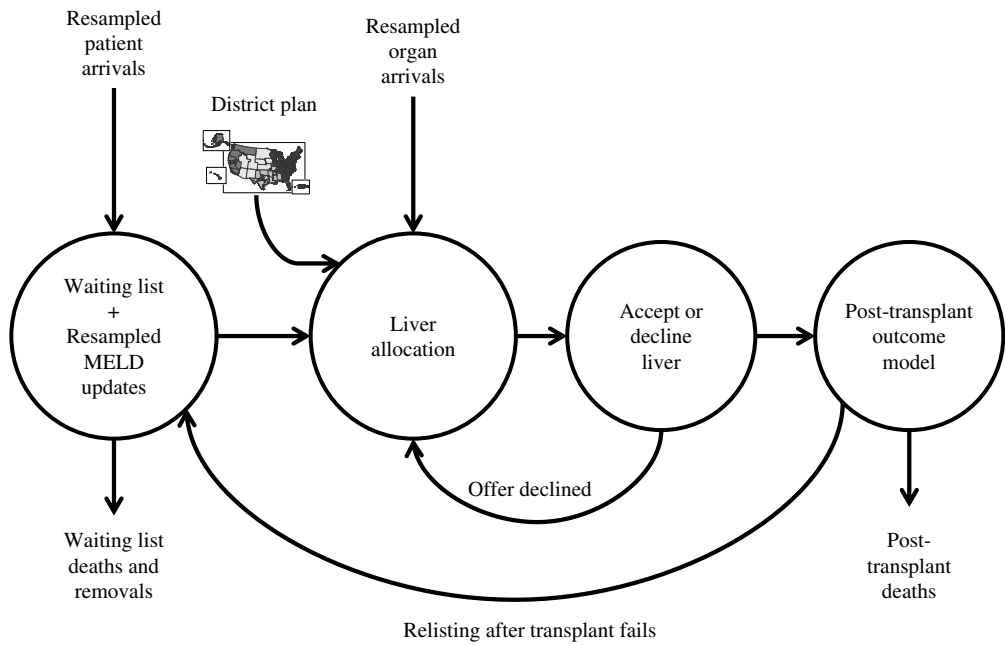 Resampled
patient
arrivals
Resampled
organ
arrivals
District plan
Waiting list
+
Resampled
MELD
updates
Liver
allocation
Accept or
decline
liver
Post-transplant
outcome
model
Offer declined
Waiting list
deaths and
removals
Post-
transplant
deaths
Relisting after transplant fails